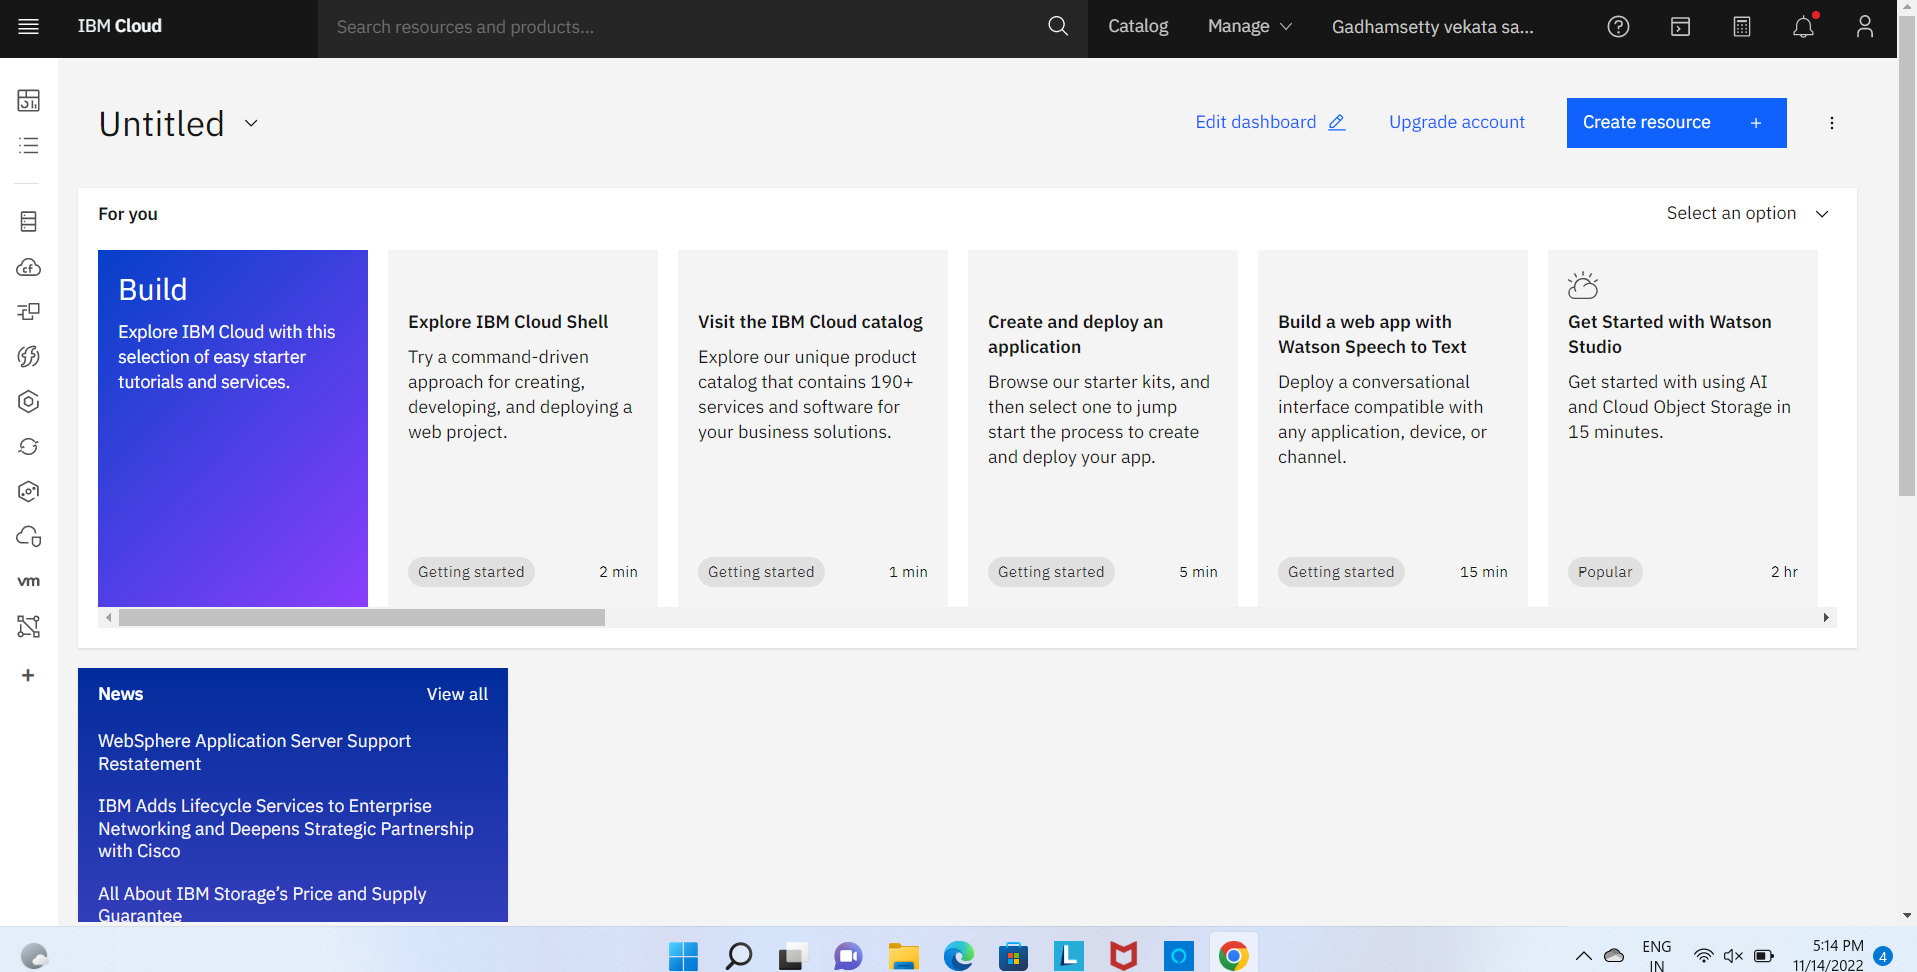 IBM Cloud
Search resources and products...
Catalog
Manage
Gadhamsetty vekata sa...
Untitled
Edit dashboard
Upgrade account
Create resource +
For you
Select an option
Build
Explore IBM Cloud with this
selection of easy starter
tutorials and services.
Explore IBM Cloud Shell
Try a command-driven
approach for creating,
developing, and deploying a
web project.
Getting started
2 min
Visit the IBM Cloud catalog
Explore our unique product
catalog that contains 190+
services and software for
your business solutions.
Getting started
1 min
Create and deploy an
application
Browse our starter kits, and
then select one to jump
start the process to create
and deploy your app.
Getting started
5 min
Build a web app with
Watson Speech to Text
Deploy a conversational
interface compatible with
any application, device, or
channel.
Getting started
15 min
Get Started with Watson
Studio
Get started with using AI
and Cloud Object Storage in
15 minutes.
Popular
2 hr
cf
vm
+
News
View all
WebSphere Application Server Support
Restatement
IBM Adds Lifecycle Services to Enterprise
Networking and Deepens Strategic Partnership
with Cisco
All About IBM Storage's Price and Supply
Guarantee
L
ENG
IN
5:14 PM
11/14/2022
4